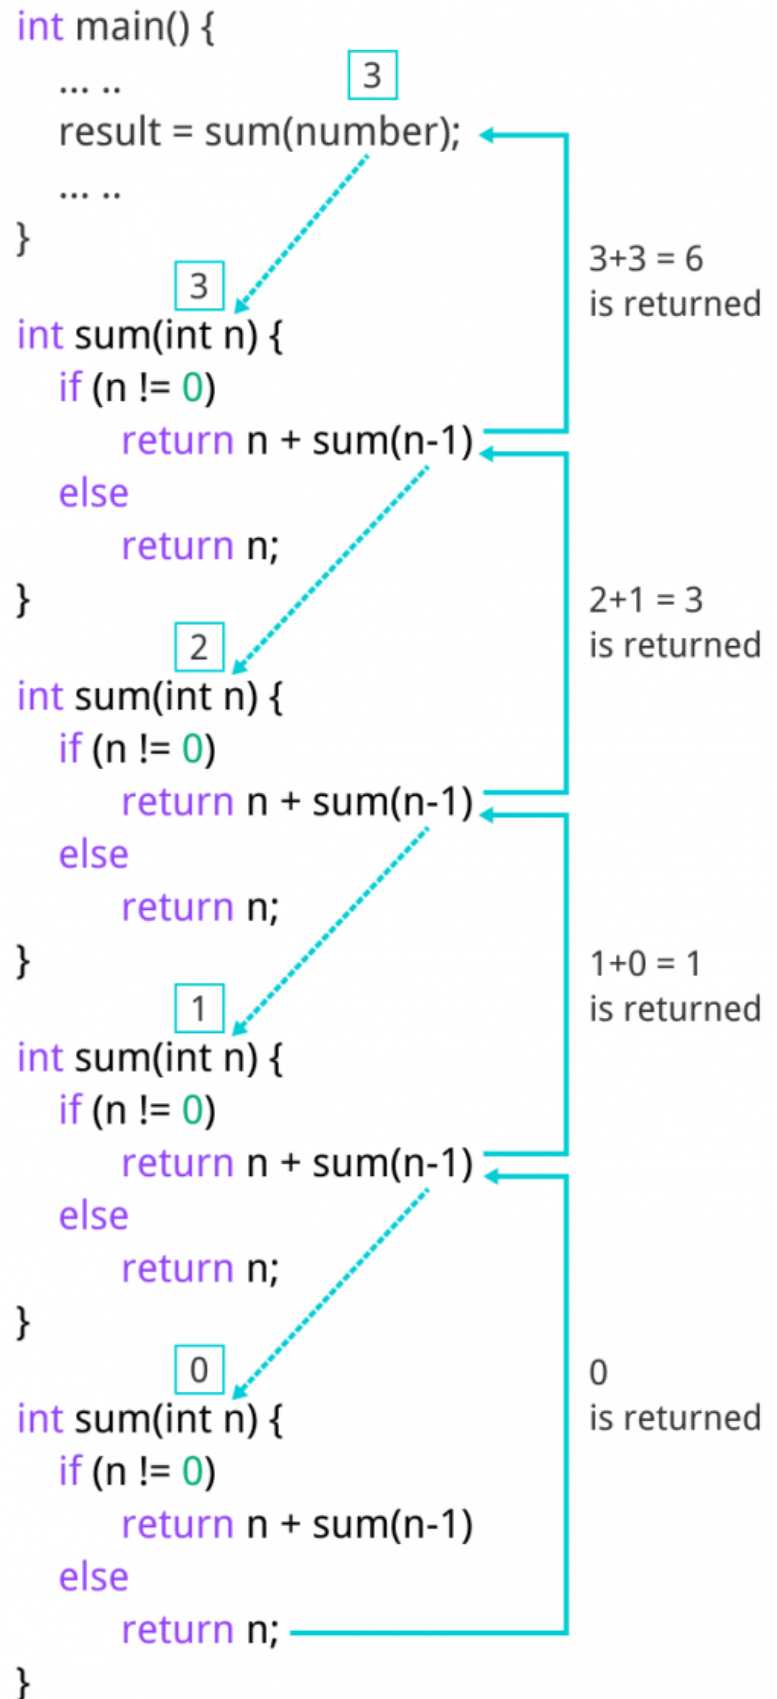 int main() {
... ..
3
result = sum(number);
... ..
}
3+3 = 6
is returned
3
int sum(int n) {
if (n != 0)
return n + sum(n-1)
else
return n;
}
2+1 = 3
is returned
2
int sum(int n) {
if (n != 0)
return n + sum(n-1)
else
return n;
}
1+0 = 1
is returned
1
int sum(int n) {
if (n != 0)
return n + sum(n-1)
else
return n;
}
0
is returned
0
int sum(int n) {
if (n != 0)
return n + sum(n-1)
else
return n;
}